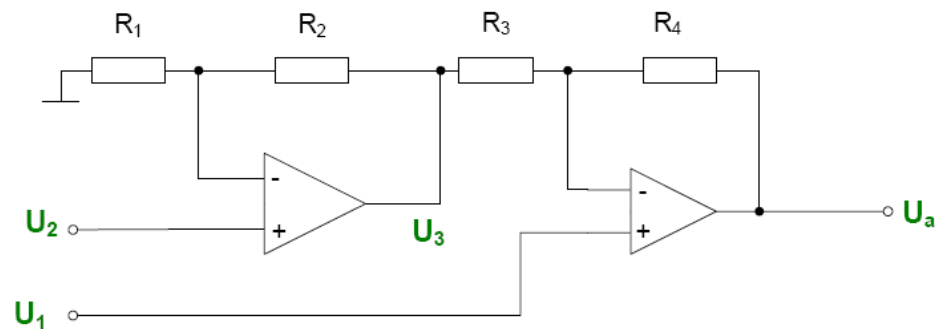 R₁ R₂ R₃ R₄
- -
U₂ + + Uₐ
U₃
U₁